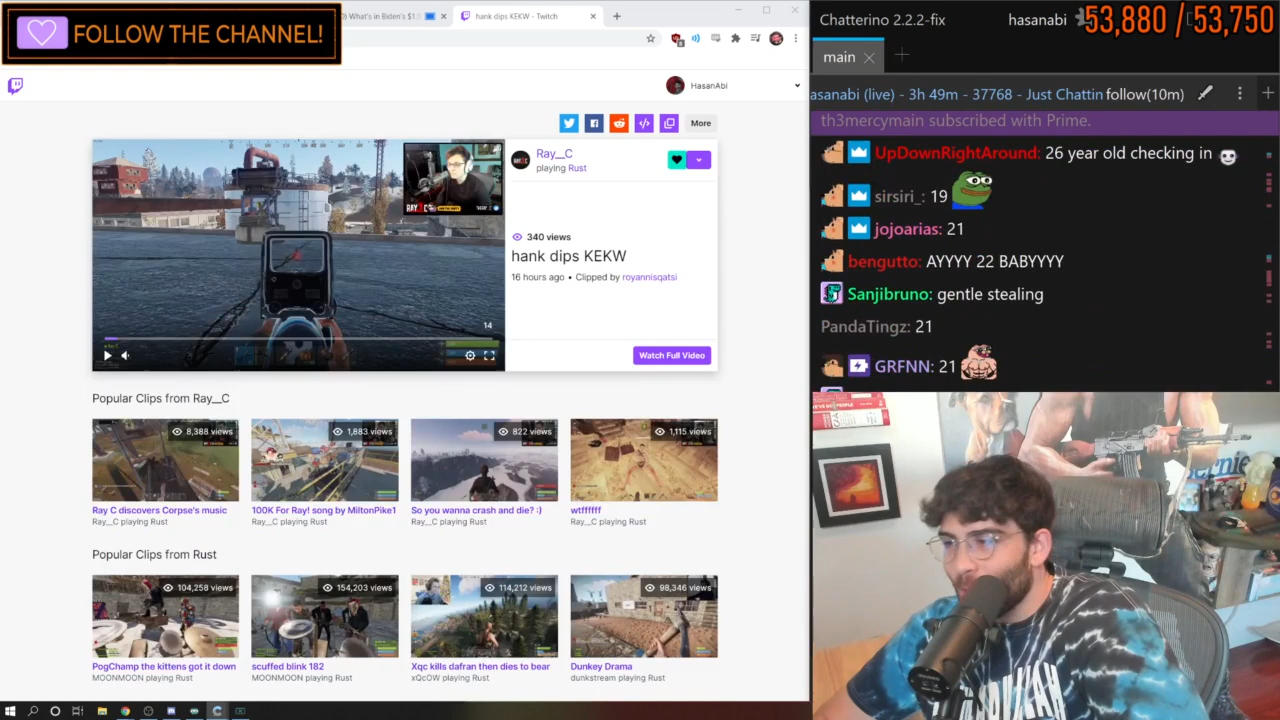 FOLLOW THE CHANNEL!
) What's in Biden's $1.
hank dips KEKW - Twitch
HasanAbi
More
Ray__C
playing Rust
340 views
hank dips KEKW
16 hours ago • Clipped by royannisqatsi
14
Watch Full Video
Popular Clips from Ray__C
8,388 views
1,883 views
822 views
1,115 views
Ray C discovers Corpse's music
Ray__C playing Rust
100K For Ray! song by MiltonPike1
Ray__C playing Rust
So you wanna crash and die? :)
Ray__C playing Rust
wtffffff
Ray__C playing Rust
Popular Clips from Rust
104,258 views
154,203 views
114,212 views
98,346 views
PogChamp the kittens got it down
MOONMOON playing Rust
scuffed blink 182
MOONMOON playing Rust
Xqc kills dafran then dies to bear
xQcOW playing Rust
Dunkey Drama
dunkstream playing Rust
Chatterino 2.2.2-fix
hasanabi
53,880 / 53,750
main
asanabi (live) - 3h 49m - 37768 - Just Chattin follow(10m)
th3mercymain subscribed with Prime.
UpDownRightAround: 26 year old checking in
sirsiri_: 19
jojoarias: 21
bengutto: AYYYY 22 BABYYYY
Sanjibruno: gentle stealing
PandaTingz: 21
GRFNN: 21
Bernie